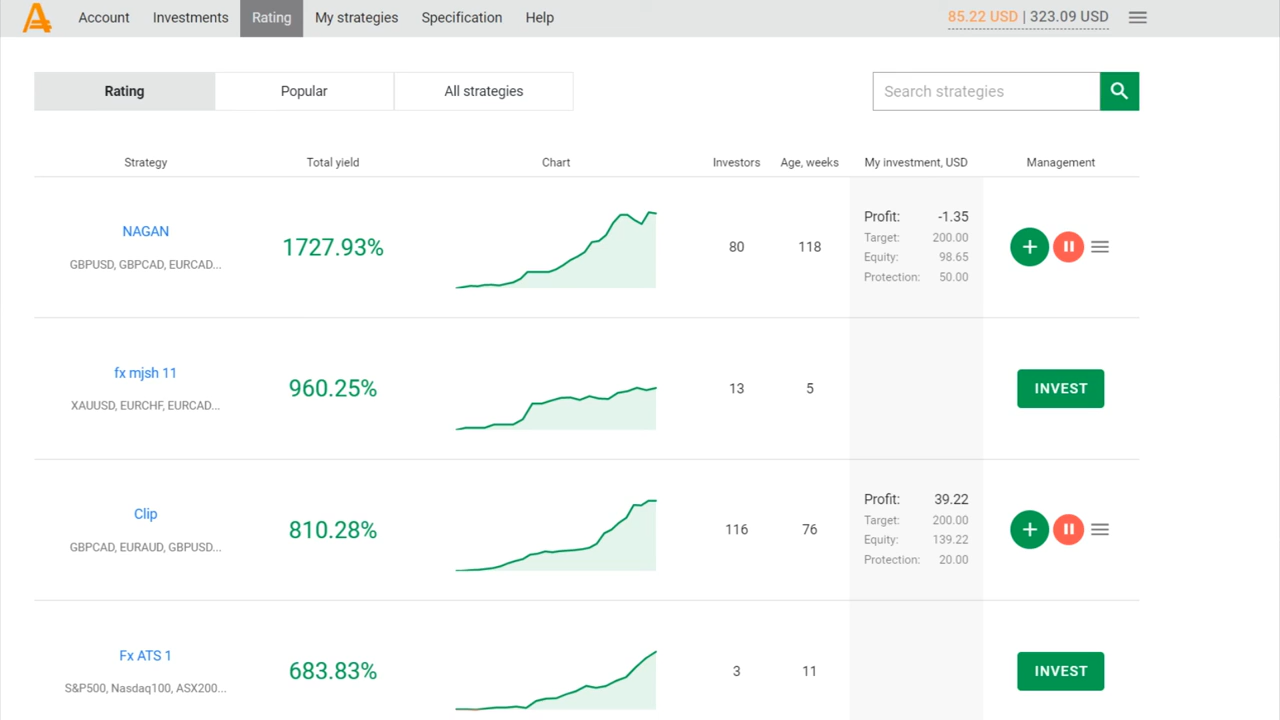 Account Investments Rating My strategies Specification Help 85.22 USD | 323.09 USD
Rating Popular All strategies Search strategies
Strategy Total yield Chart Investors Age, weeks My investment, USD Management
NAGAN
GBPUSD, GBPCAD, EURCAD...
1727.93%
80
118
Profit: -1.35
Target: 200.00
Equity: 98.65
Protection: 50.00
fx mjsh 11
XAUUSD, EURCHF, EURCAD...
960.25%
13
5
INVEST
Clip
GBPCAD, EURAUD, GBPUSD...
810.28%
116
76
Profit: 39.22
Target: 200.00
Equity: 139.22
Protection: 20.00
Fx ATS 1
S&P500, Nasdaq100, ASX200...
683.83%
3
11
INVEST